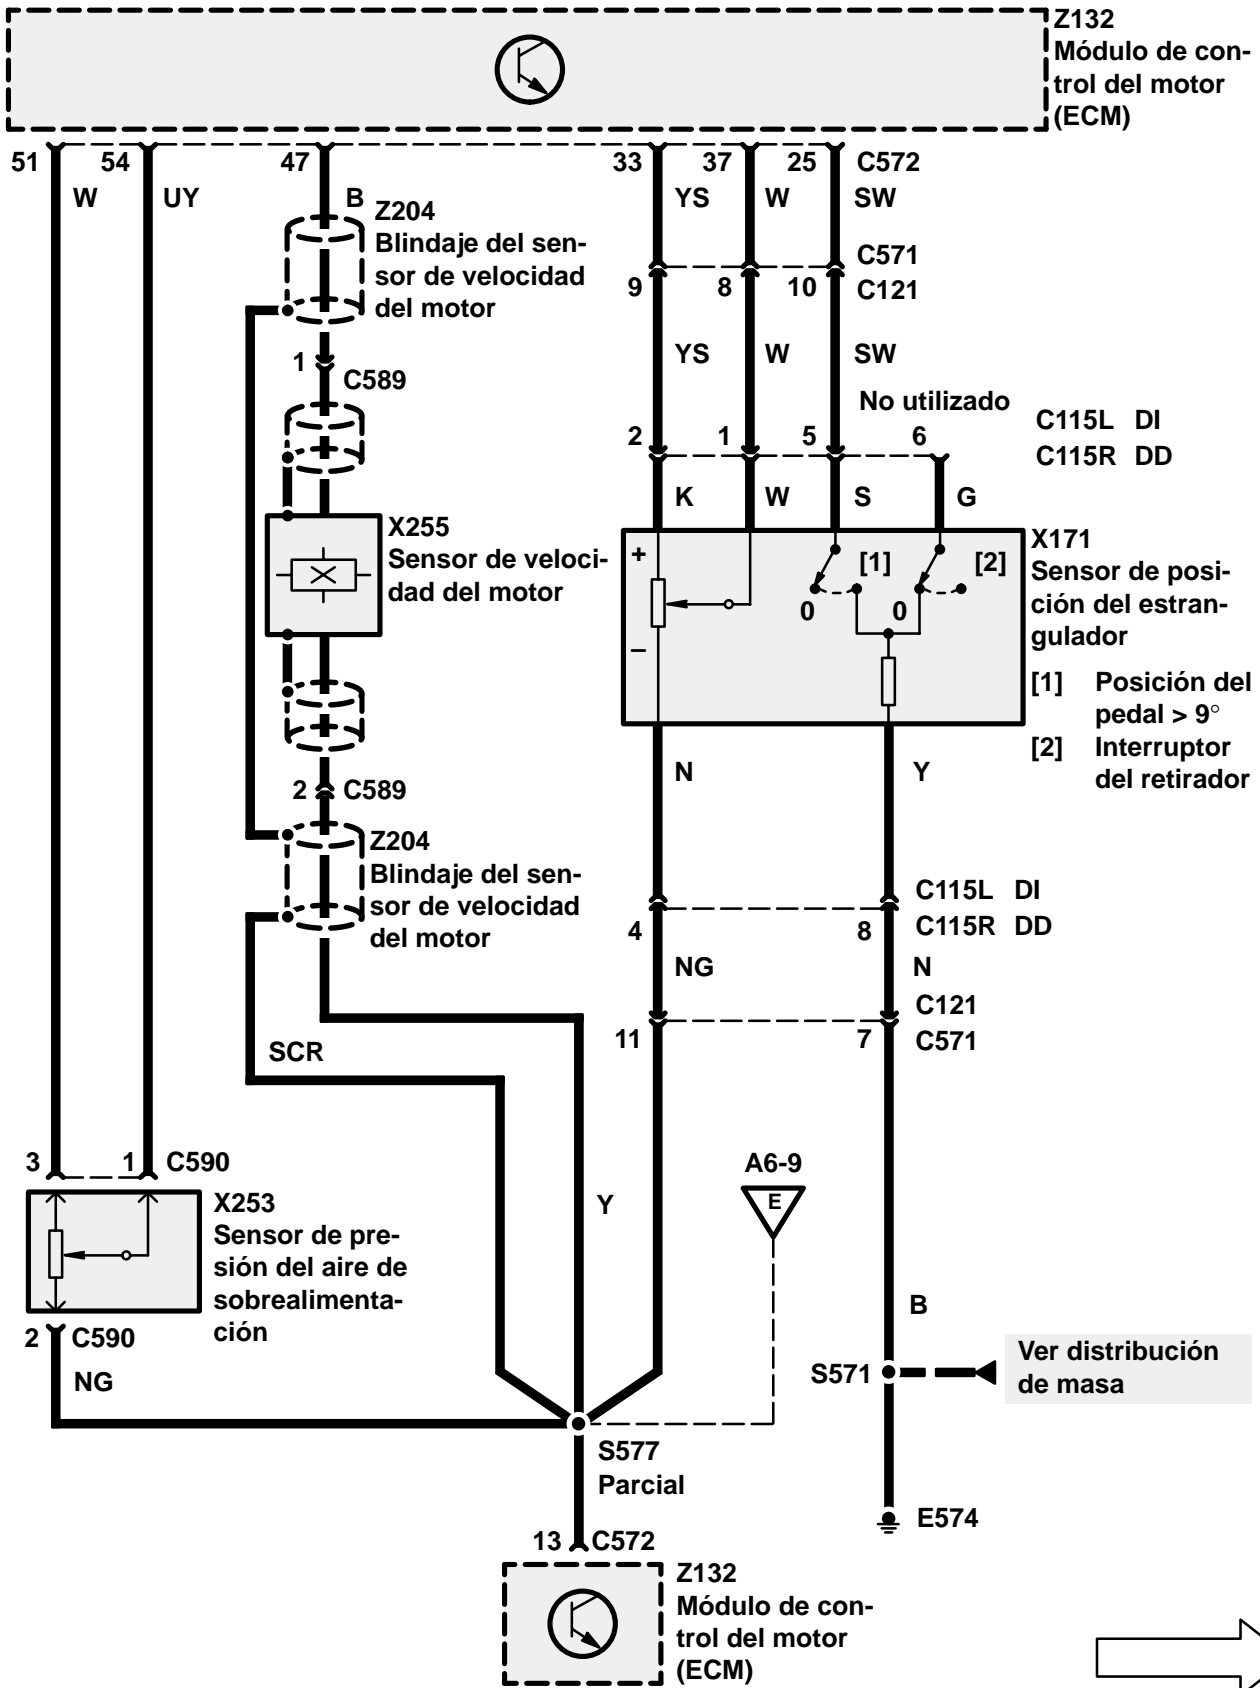 Z132
Módulo de con-
trol del motor
(ECM)
51 54 47 33 37 25 C572
W UY B YS W SW
Z204
Blindaje del sen-
sor de velocidad
del motor
C571
9 8 10 C121
1 C589
YS W SW
No utilizado
2 1 5 6
C115L DI
C115R DD
K W S G
X255
Sensor de veloci-
dad del motor
+ [1] [2]
0 0
–
X171
Sensor de posi-
ción del estran-
gulador
[1] Posición del
pedal > 9°
[2] Interruptor
del retirador
N Y
2 C589
Z204
Blindaje del sen-
sor de velocidad
del motor
C115L DI
4 8 C115R DD
NG N
C121
11 7 C571
SCR
3 1 C590
A6-9
E
X253
Sensor de pre-
sión del aire de
sobrealimenta-
ción
Y
B
2 C590
NG
S571
Ver distribución
de masa
S577
Parcial
E574
13 C572
Z132
Módulo de con-
trol del motor
(ECM)